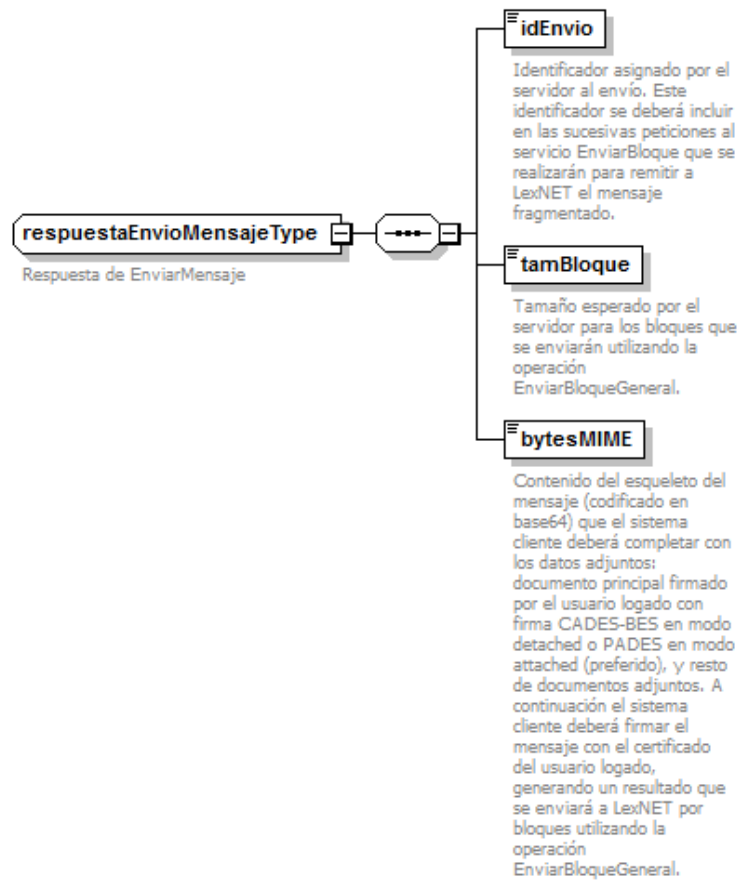 idEnvio
Identificador asignado por el
servidor al envío. Este
identificador se deberá incluir
en las sucesivas peticiones al
servicio EnviarBloque que se
realizarán para remitir a
LexNET el mensaje
fragmentado.
respuestaEnvioMensajeType
Respuesta de EnviarMensaje
tamBloque
Tamaño esperado por el
servidor para los bloques que
se enviarán utilizando la
operación
EnviarBloqueGeneral.
bytesMIME
Contenido del esqueleto del
mensaje (codificado en
base64) que el sistema
cliente deberá completar con
los datos adjuntos:
documento principal firmado
por el usuario logado con
firma CADES-BES en modo
detached o PADES en modo
attached (preferido), y resto
de documentos adjuntos. A
continuación el sistema
cliente deberá firmar el
mensaje con el certificado
del usuario logado,
generando un resultado que
se enviará a LexNET por
bloques utilizando la
operación
EnviarBloqueGeneral.